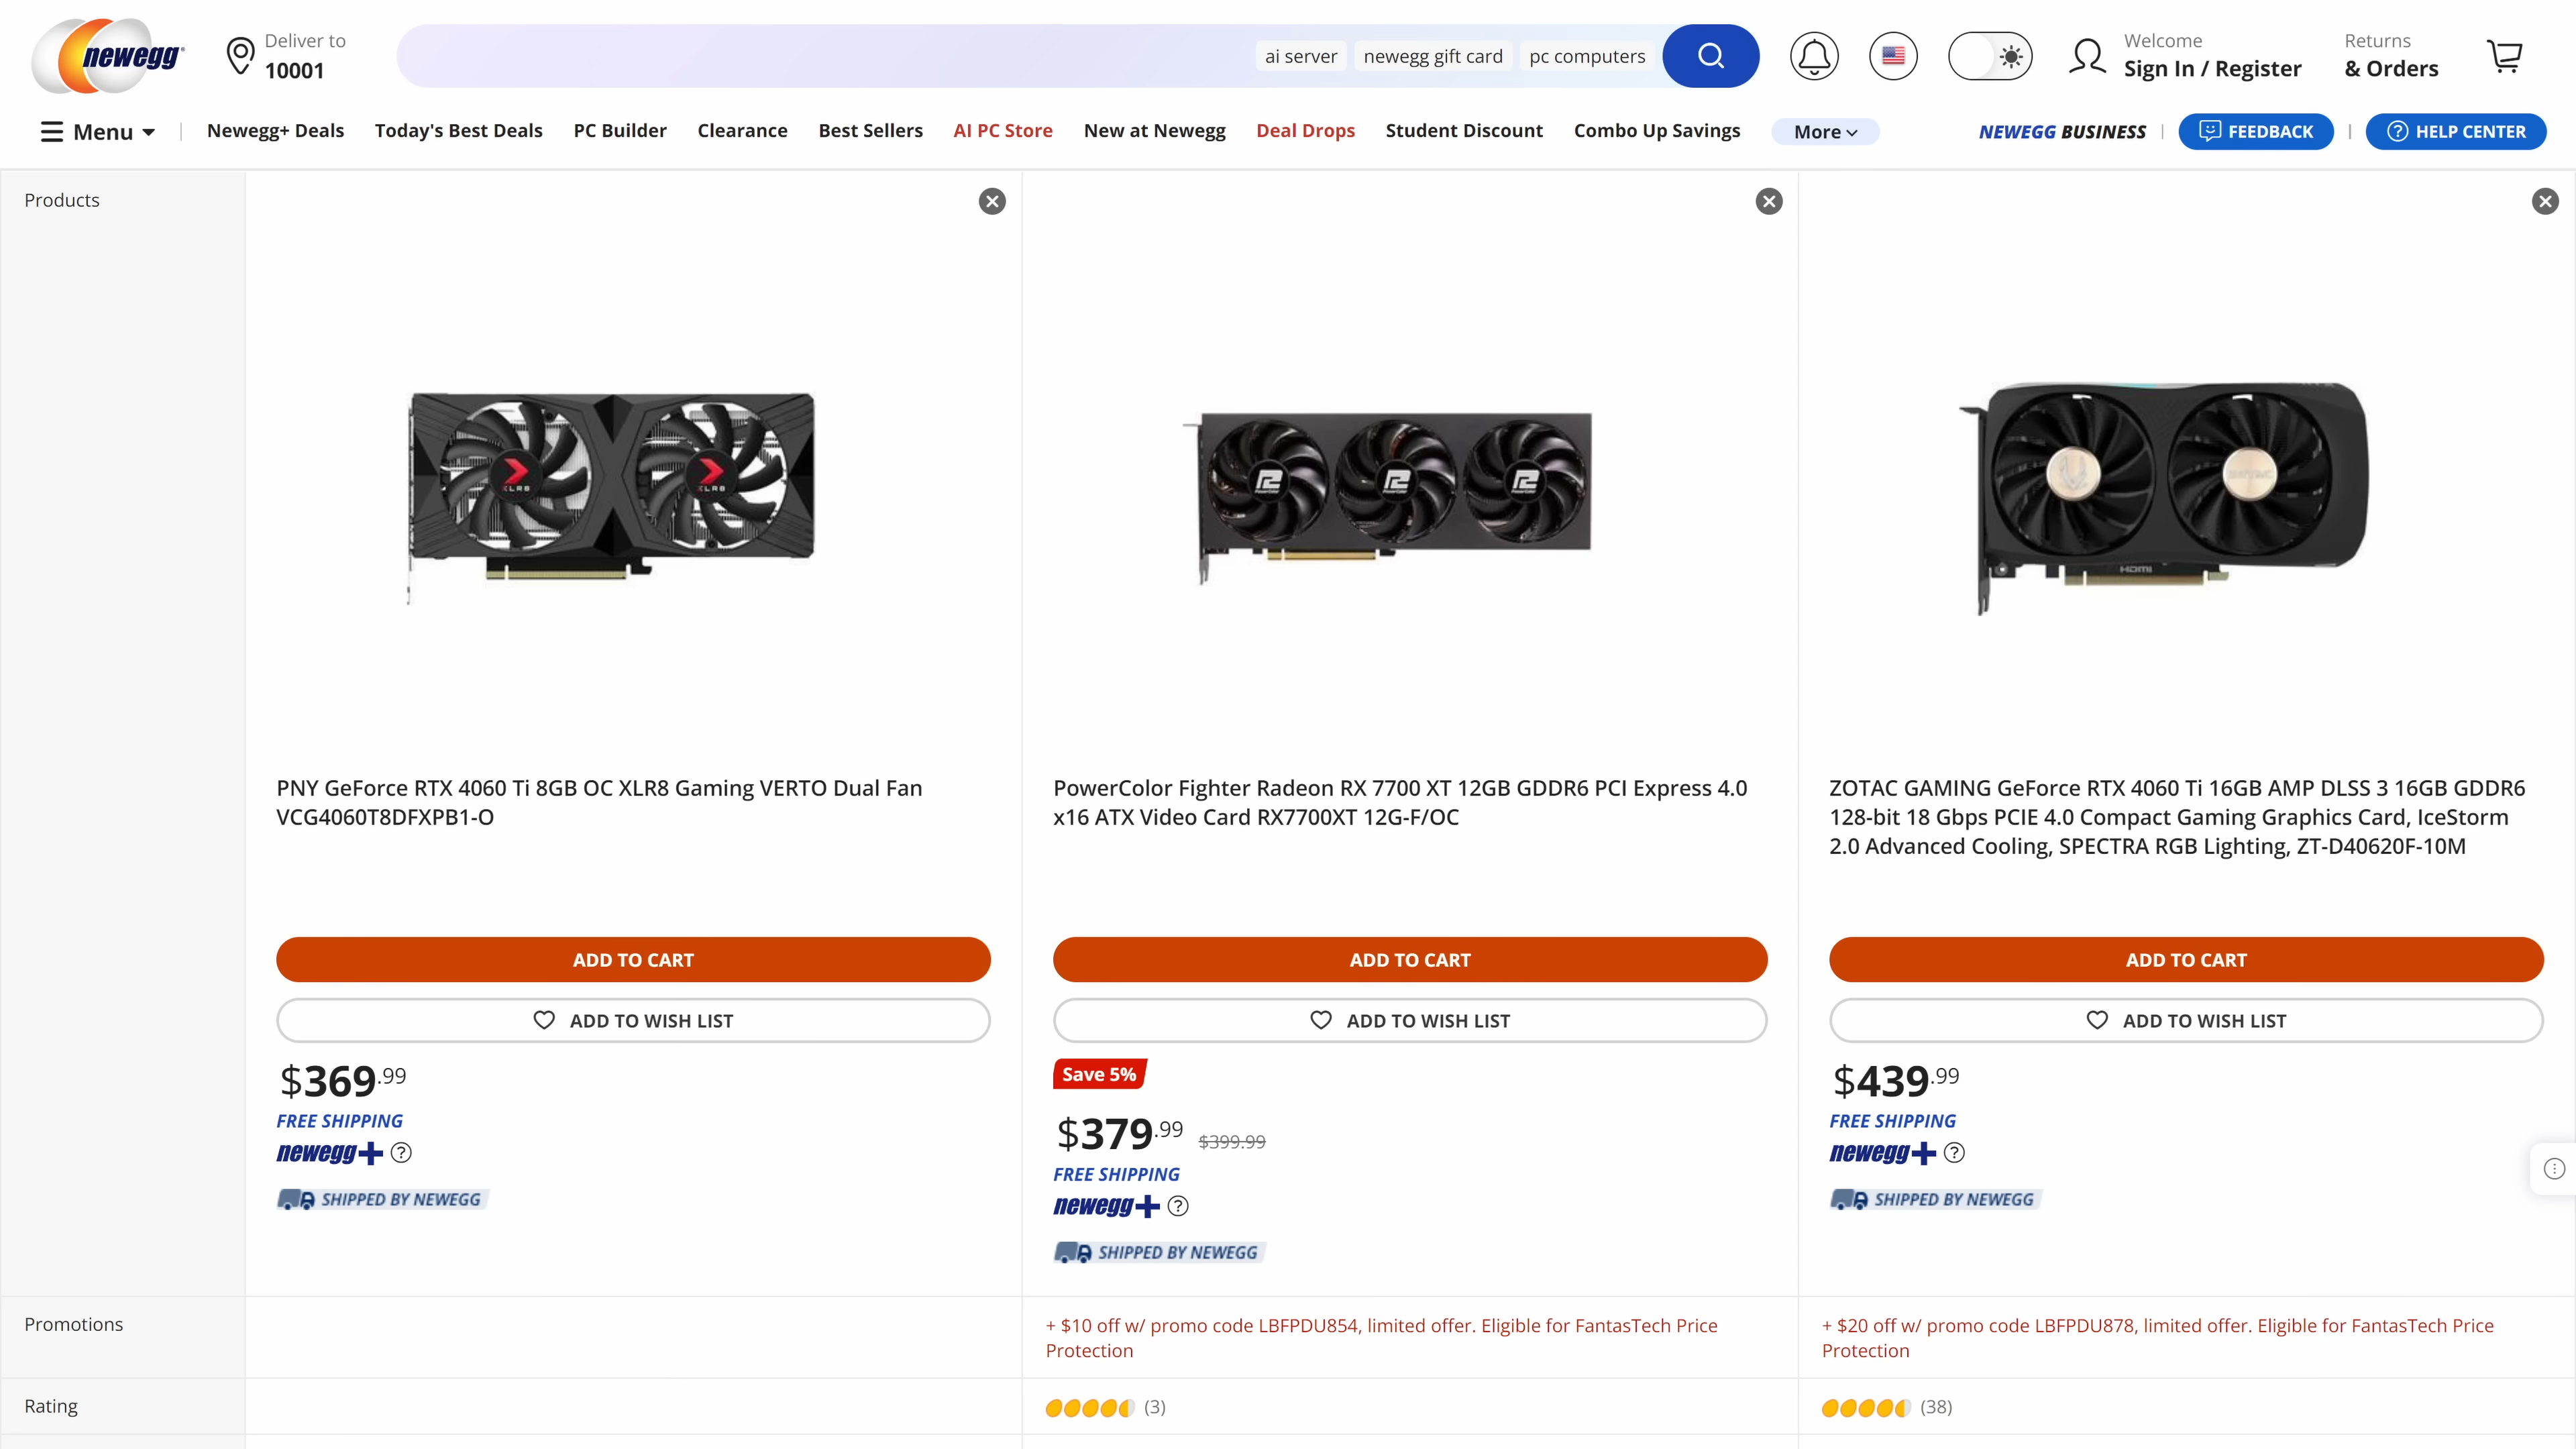 newegg
Deliver to
10001
ai server
newegg gift card
pc computers
Welcome
Sign In / Register
Returns
& Orders
Menu
Newegg+ Deals
Today's Best Deals
PC Builder
Clearance
Best Sellers
AI PC Store
New at Newegg
Deal Drops
Student Discount
Combo Up Savings
More
NEWEGG BUSINESS
FEEDBACK
HELP CENTER
Products
XLR8
XLR8
PowerColor
PowerColor
PowerColor
HDMI
PNY GeForce RTX 4060 Ti 8GB OC XLR8 Gaming VERTO Dual Fan
VCG4060T8DFXPB1-O
PowerColor Fighter Radeon RX 7700 XT 12GB GDDR6 PCI Express 4.0
x16 ATX Video Card RX7700XT 12G-F/OC
ZOTAC GAMING GeForce RTX 4060 Ti 16GB AMP DLSS 3 16GB GDDR6
128-bit 18 Gbps PCIE 4.0 Compact Gaming Graphics Card, IceStorm
2.0 Advanced Cooling, SPECTRA RGB Lighting, ZT-D40620F-10M
ADD TO CART
ADD TO CART
ADD TO CART
ADD TO WISH LIST
ADD TO WISH LIST
ADD TO WISH LIST
$369.99
FREE SHIPPING
newegg+
SHIPPED BY NEWEGG
Save 5%
$379.99 $399.99
FREE SHIPPING
newegg+
SHIPPED BY NEWEGG
$439.99
FREE SHIPPING
newegg+
SHIPPED BY NEWEGG
Promotions
+ $10 off w/ promo code LBFPDU854, limited offer. Eligible for FantasTech Price
Protection
+ $20 off w/ promo code LBFPDU878, limited offer. Eligible for FantasTech Price
Protection
Rating
(3)
(38)